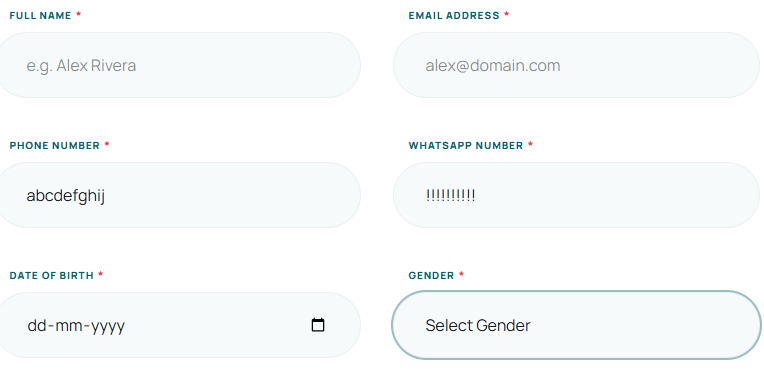 FULL NAME * EMAIL ADDRESS *
e.g. Alex Rivera alex@domain.com
PHONE NUMBER * WHATSAPP NUMBER *
abcdefghij !!!!!!!!!!
DATE OF BIRTH * GENDER *
dd-mm-yyyy Select Gender